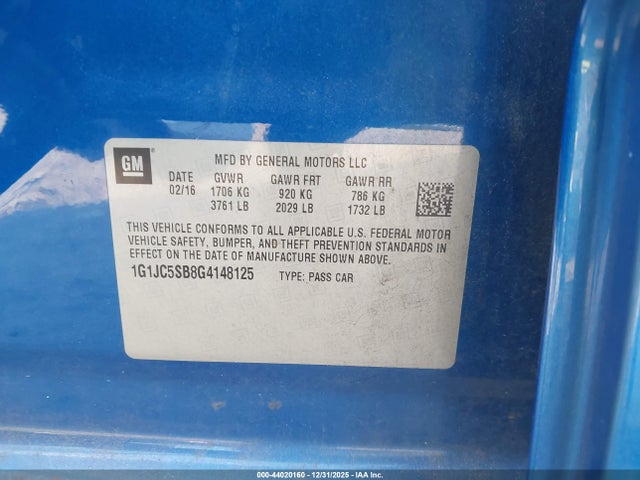 GM
MFD BY GENERAL MOTORS LLC
DATE GVWR GAWR FRT GAWR RR
02/16 1706 KG 920 KG 786 KG
3761 LB 2029 LB 1732 LB
THIS VEHICLE CONFORMS TO ALL APPLICABLE U.S. FEDERAL MOTOR
VEHICLE SAFETY, BUMPER, AND THEFT PREVENTION STANDARDS IN
EFFECT ON THE DATE OF MANUFACTURE SHOWN ABOVE.
1G1JC5SB8G4148125 TYPE: PASS CAR
000-44020160 - 12/31/2025 - IAAI, Inc.